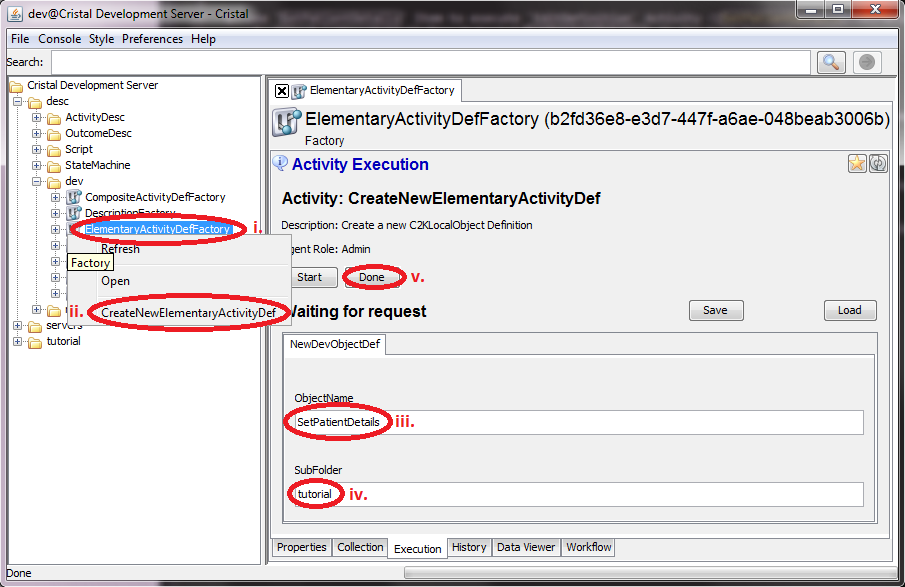 dev@Cristal Development Server - Cristal
File Console Style Preferences Help
Search:
Cristal Development Server
desc
ActivityDesc
OutcomeDesc
Script
StateMachine
dev
CompositeActivityDefFactory
DescriptionFactory
ElementaryActivityDefFactory i.
Refresh
Factory
Open
ii. CreateNewElementaryActivityDef
servers
tutorial
ElementaryActivityDefFactory
ElementaryActivityDefFactory (b2fd36e8-e3d7-447f-a6ae-048beab3006b)
Factory
Activity Execution
Activity: CreateNewElementaryActivityDef
Description: Create a new C2KLocalObject Definition
gent Role: Admin
Start Done v.
Waiting for request Save Load
NewDevObjectDef
ObjectName
SetPatientDetails iii.
SubFolder
tutorial iv.
Properties Collection Execution History Data Viewer Workflow
Done